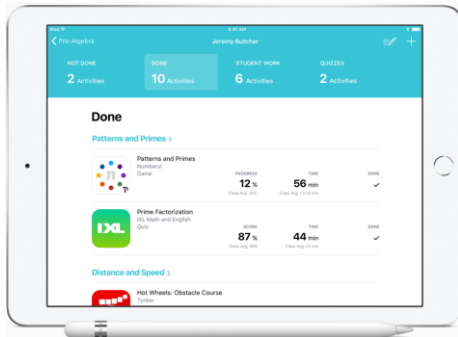 iPad
9:41 AM
Pre-Algebra
Jeremy Butcher
NOT DONE
2 Activities
DONE
10 Activities
STUDENT WORK
6 Activities
QUIZZES
2 Activities
Done
Patterns and Primes >
Patterns and Primes
Numbers!
Game
PROGRESS
12 %
TIME
56 min
DONE
IXL
Prime Factorization
IXL Math and English
Quiz
SCORE
87 %
TIME
44 min
DONE
Distance and Speed >
Hot Wheels: Obstacle Course
Tynker